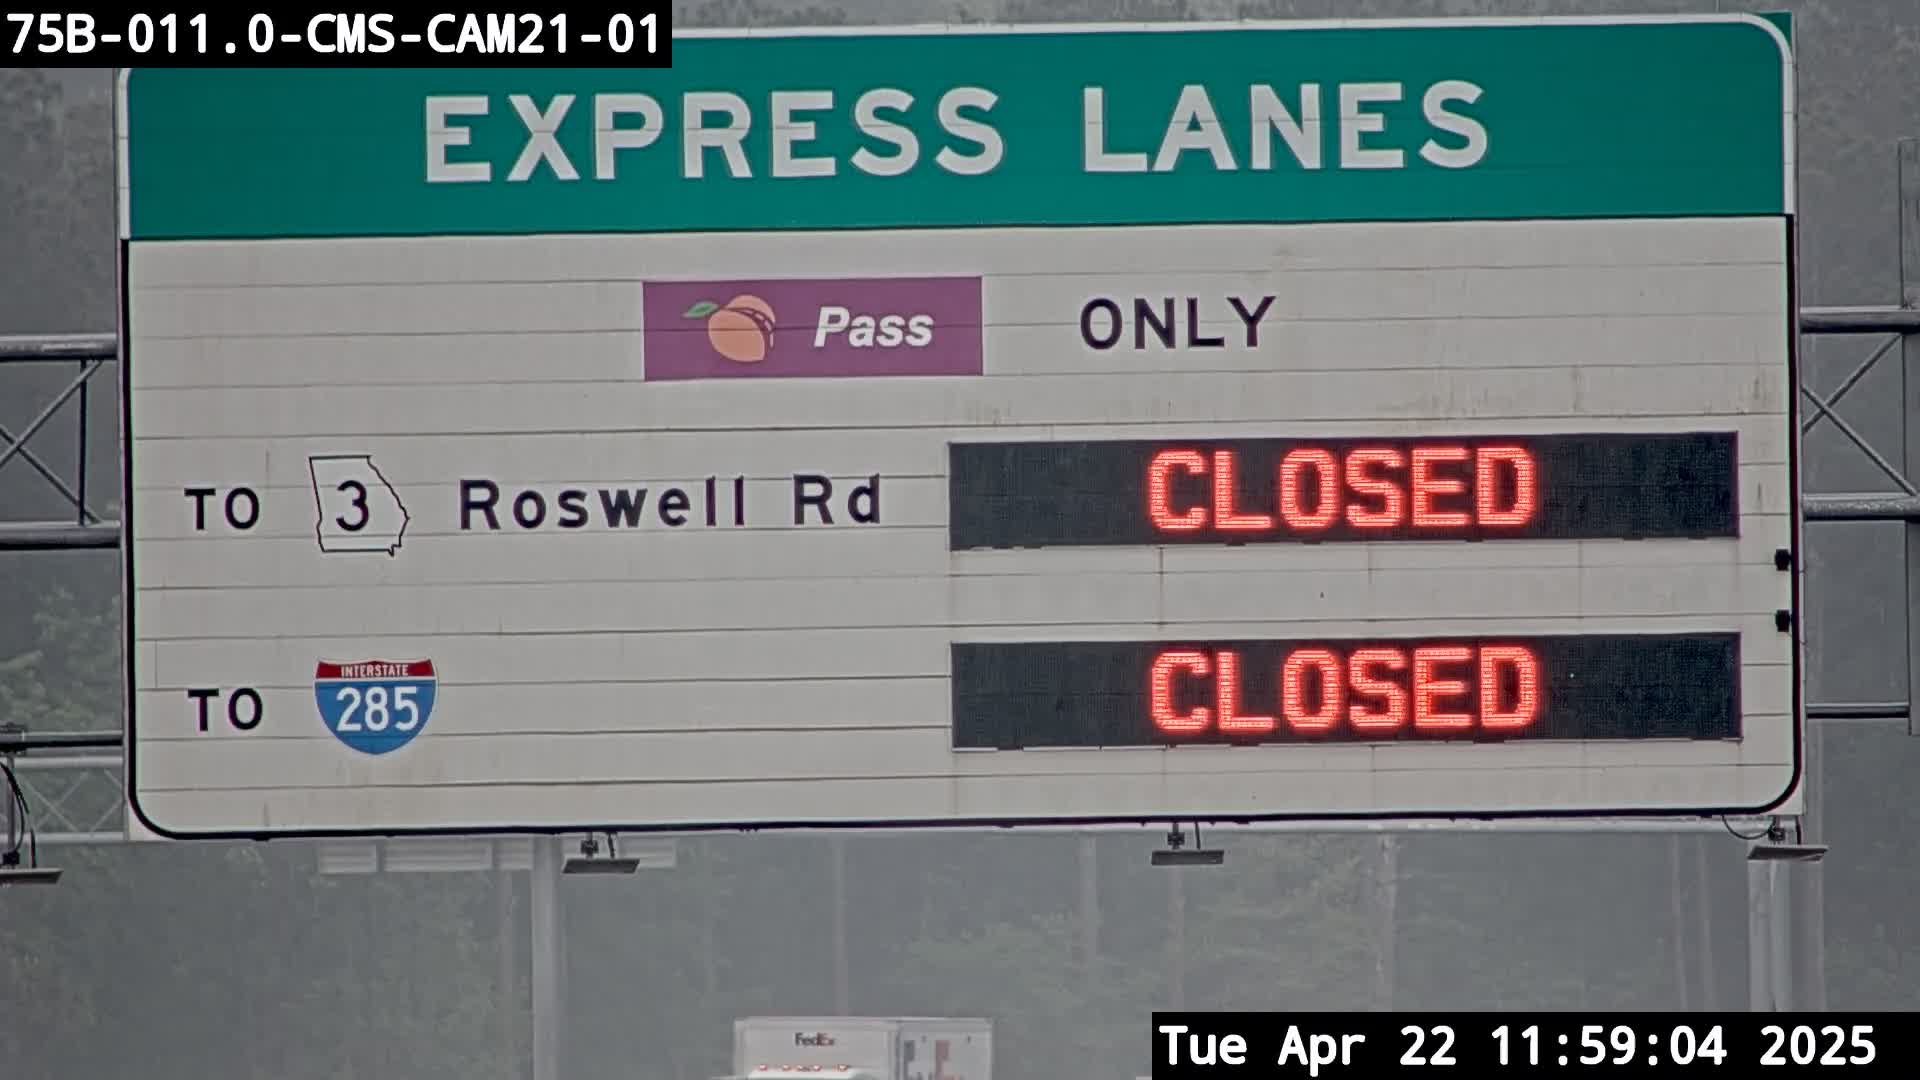 75B-011.0-CMS-CAM21-01
EXPRESS LANES
Pass ONLY
TO 3 Roswell Rd CLOSED
INTERSTATE
TO 285 CLOSED
FedEx
Tue Apr 22 11:59:04 2025